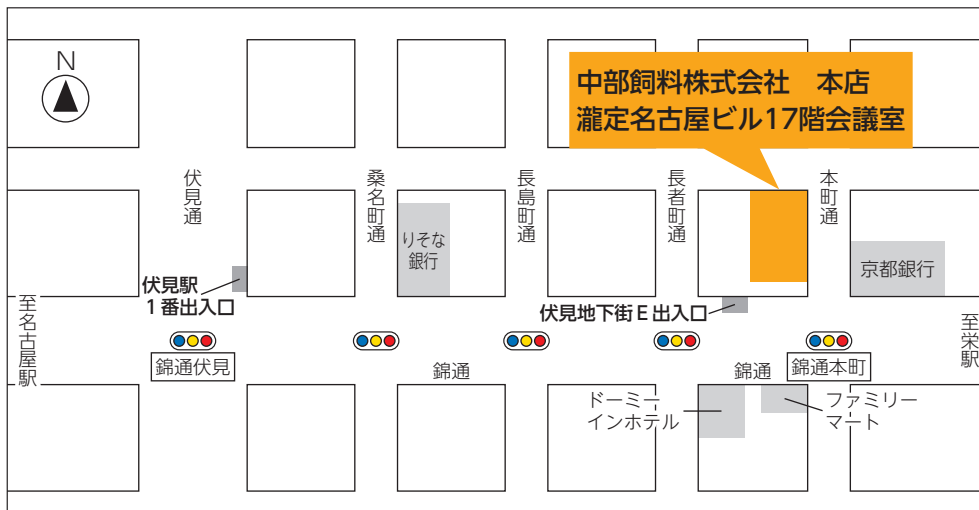 N
中部飼料株式会社　本店
瀧定名古屋ビル17階会議室
伏見通
桑名町通
長島町通
長者町通
本町通
りそな
銀行
京都銀行
伏見駅
1番出入口
伏見地下街E出入口
至名古屋駅
至栄駅
錦通伏見
錦通
錦通
錦通本町
ドーミー
インホテル
ファミリー
マート